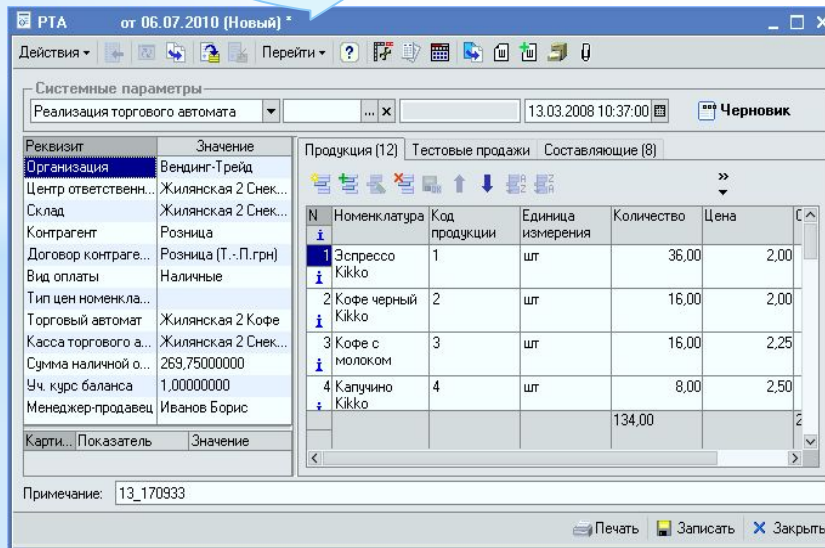 РТА от 06.07.2010 (Новый) *
Действия Перейти
Системные параметры
Реализация торгового автомата ... x 13.03.2008 10:37:00 Черновик
Реквизит Значение
Организация Вендинг-Трейд
Центр ответственн... Жилянская 2 Снек...
Склад Жилянская 2 Снек...
Контрагент Розница
Договор контраге... Розница (Т.-.П.грн)
Вид оплаты Наличные
Тип цен номенкла...
Торговый автомат Жилянская 2 Кофе
Касса торгового а... Жилянская 2 Снек...
Сумма наличной о... 269,75000000
Уч. курс баланса 1,00000000
Менеджер-продавец Иванов Борис
Карти... Показатель Значение
Продукция (12) Тестовые продажи Составляющие (8)
N Номенклатура Код продукции Единица измерения Количество Цена
1 Эспрессо Kikko 1 шт 36,00 2,00
2 Кофе черный Kikko 2 шт 16,00 2,00
3 Кофе с молоком 3 шт 16,00 2,25
4 Капучино Kikko 4 шт 8,00 2,50
134,00
Примечание: 13_170933
Печать Записать Закрыть